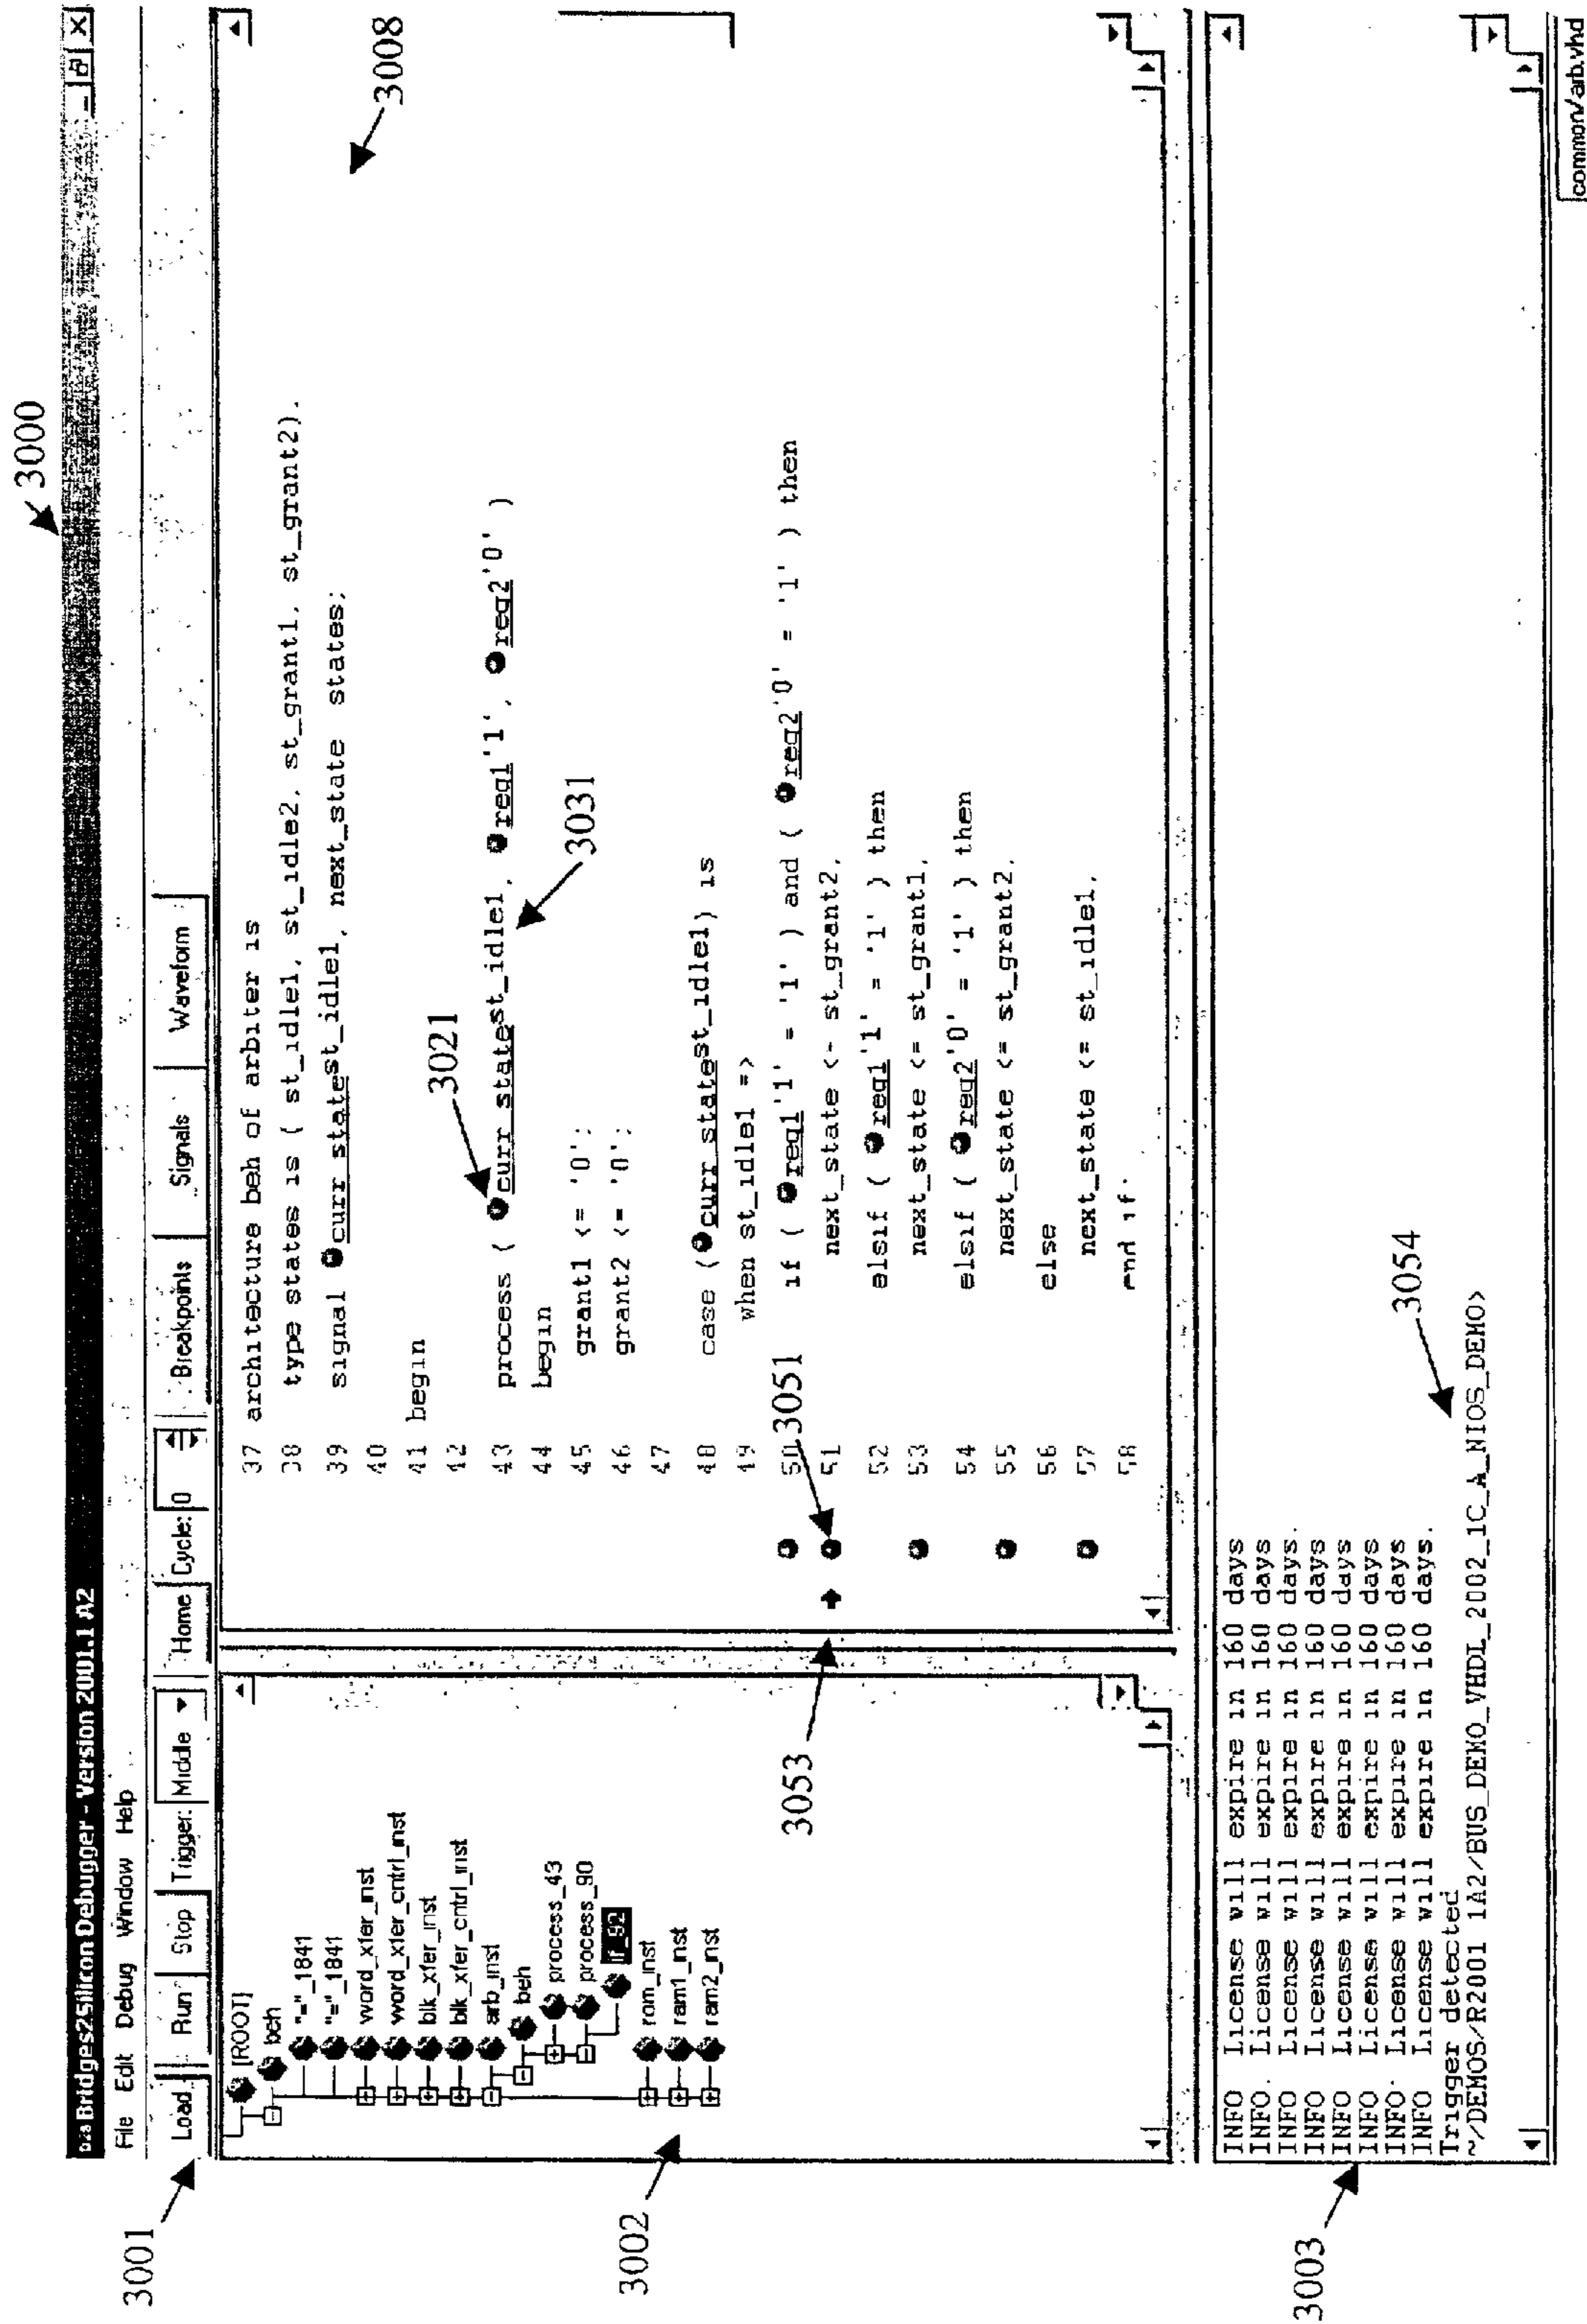 3000
b2s Bridges2Silicon Debugger - Version 2001.1 A2
File Edit Debug Window Help
3001
Load Run Stop Trigger: Middle Home Cycle: 0 Breakpoints Signals Waveform
[ROOT]
beh
"="_1841
"="_1841
word_xfer_inst
word_xfer_cntrl_inst
blk_xfer_inst
blk_xfer_cntrl_inst
arb_inst
beh
process_43
process_90
if_92
rom_inst
ram1_inst
ram2_inst
3002
37 architecture beh of arbiter is
38 type states is ( st_idle1, st_idle2, st_grant1, st_grant2).
39 signal curr_state st_idle1, next_state states;
40
41 begin
42
3021
43 process ( curr_state st_idle1, req1'1', req2'0' )
44 begin
3031
3008
45 grant1 <= '0';
46 grant2 <= '0';
47
48 case (curr_state st_idle1) is
49 when st_idle1 =>
50 if ( req1'1' = '1' ) and ( req2'0' = '1' ) then
3051
51 next_state <- st_grant2,
3053
52 elsif ( req1'1' = '1' ) then
53 next_state <= st_grant1,
54 elsif ( req2'0' = '1' ) then
55 next_state <= st_grant2,
56 else
57 next_state <= st_idle1,
58 end if.
3003
INFO License will expire in 160 days
INFO. License will expire in 160 days
INFO License will expire in 160 days.
INFO License will expire in 160 days
INFO License will expire in 160 days
INFO License will expire in 160 days
INFO. License will expire in 160 days
INFO License will expire in 160 days.
Trigger detected
~/DEMOS/R2001 1A2/BUS_DEMO_VHDL_2002_1C_A_NIOS_DEMO>
3054
common/arb.vhd